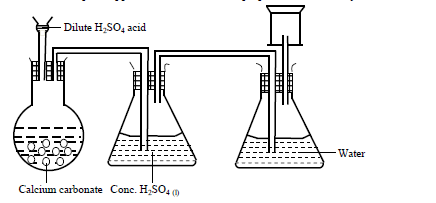 Dilute H₂SO₄ acid
Water
Calcium carbonate Conc. H₂SO₄ (l)